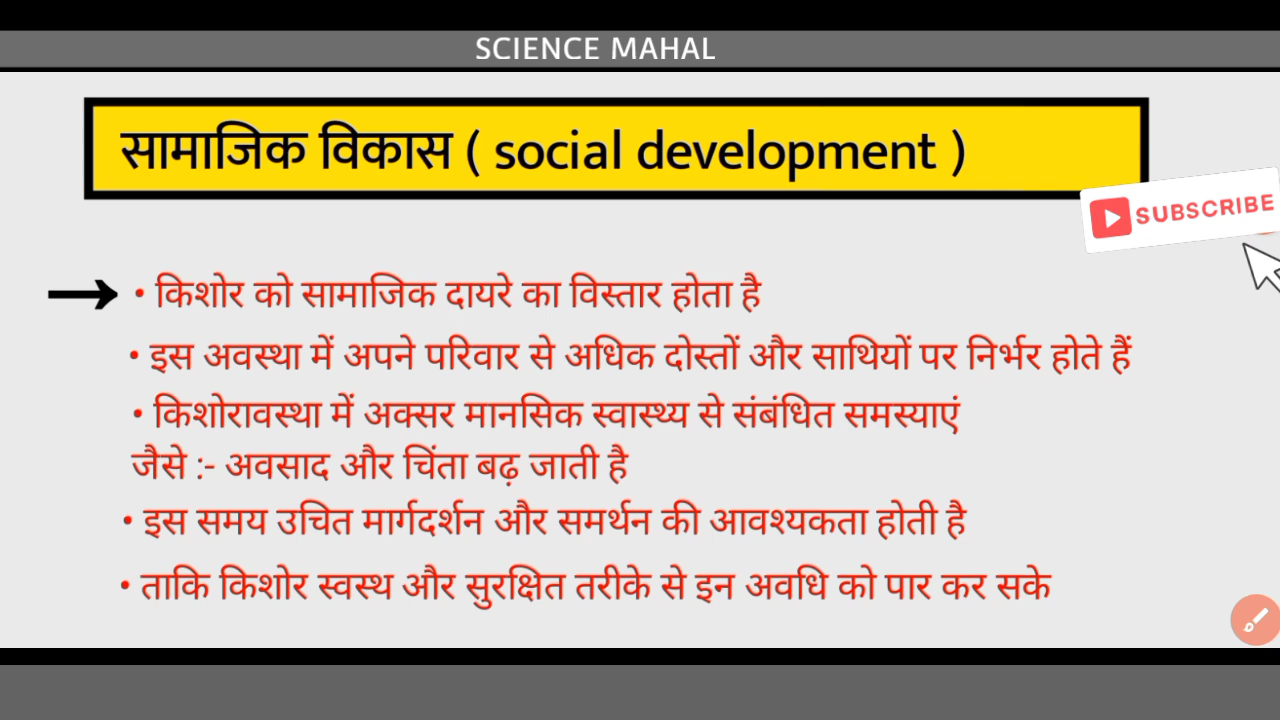 SCIENCE MAHAL
सामाजिक विकास ( social development )
SUBSCRIBE
→ • किशोर को सामाजिक दायरे का विस्तार होता है
• इस अवस्था में अपने परिवार से अधिक दोस्तों और साथियों पर निर्भर होते हैं
• किशोरावस्था में अक्सर मानसिक स्वास्थ्य से संबंधित समस्याएं
जैसे :- अवसाद और चिंता बढ़ जाती है
• इस समय उचित मार्गदर्शन और समर्थन की आवश्यकता होती है
• ताकि किशोर स्वस्थ और सुरक्षित तरीके से इन अवधि को पार कर सके